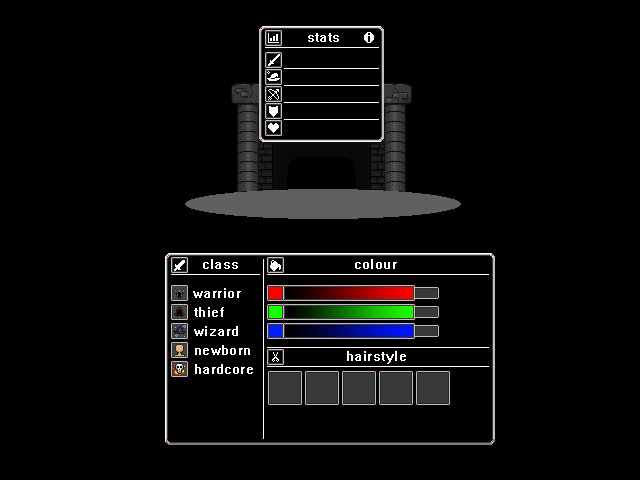 stats
class
colour
warrior
thief
wizard
newborn
hardcore
hairstyle